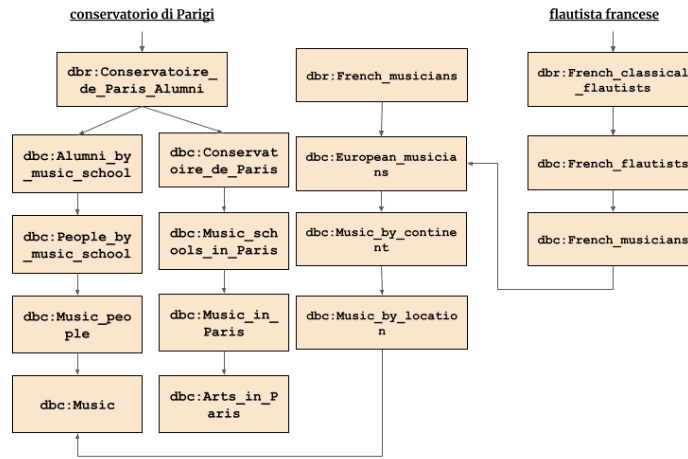 conservatorio di Parigi
flautista francese
dbr:Conservatoire_
de_Paris_Alumni
dbr:French_musicians
dbr:French_classical
_flautists
dbc:Alumni_by
_music_school
dbc:Conservat
oire_de_Paris
dbc:European_musicia
ns
dbc:French_flautists
dbc:People_by
_music_school
dbc:Music_sc
hools_in_Paris
dbc:Music_by_contine
nt
dbc:French_musicians
dbc:Music_peo
ple
dbc:Music_in_
Paris
dbc:Music_by_locatio
n
dbc:Music
dbc:Arts_in_P
aris